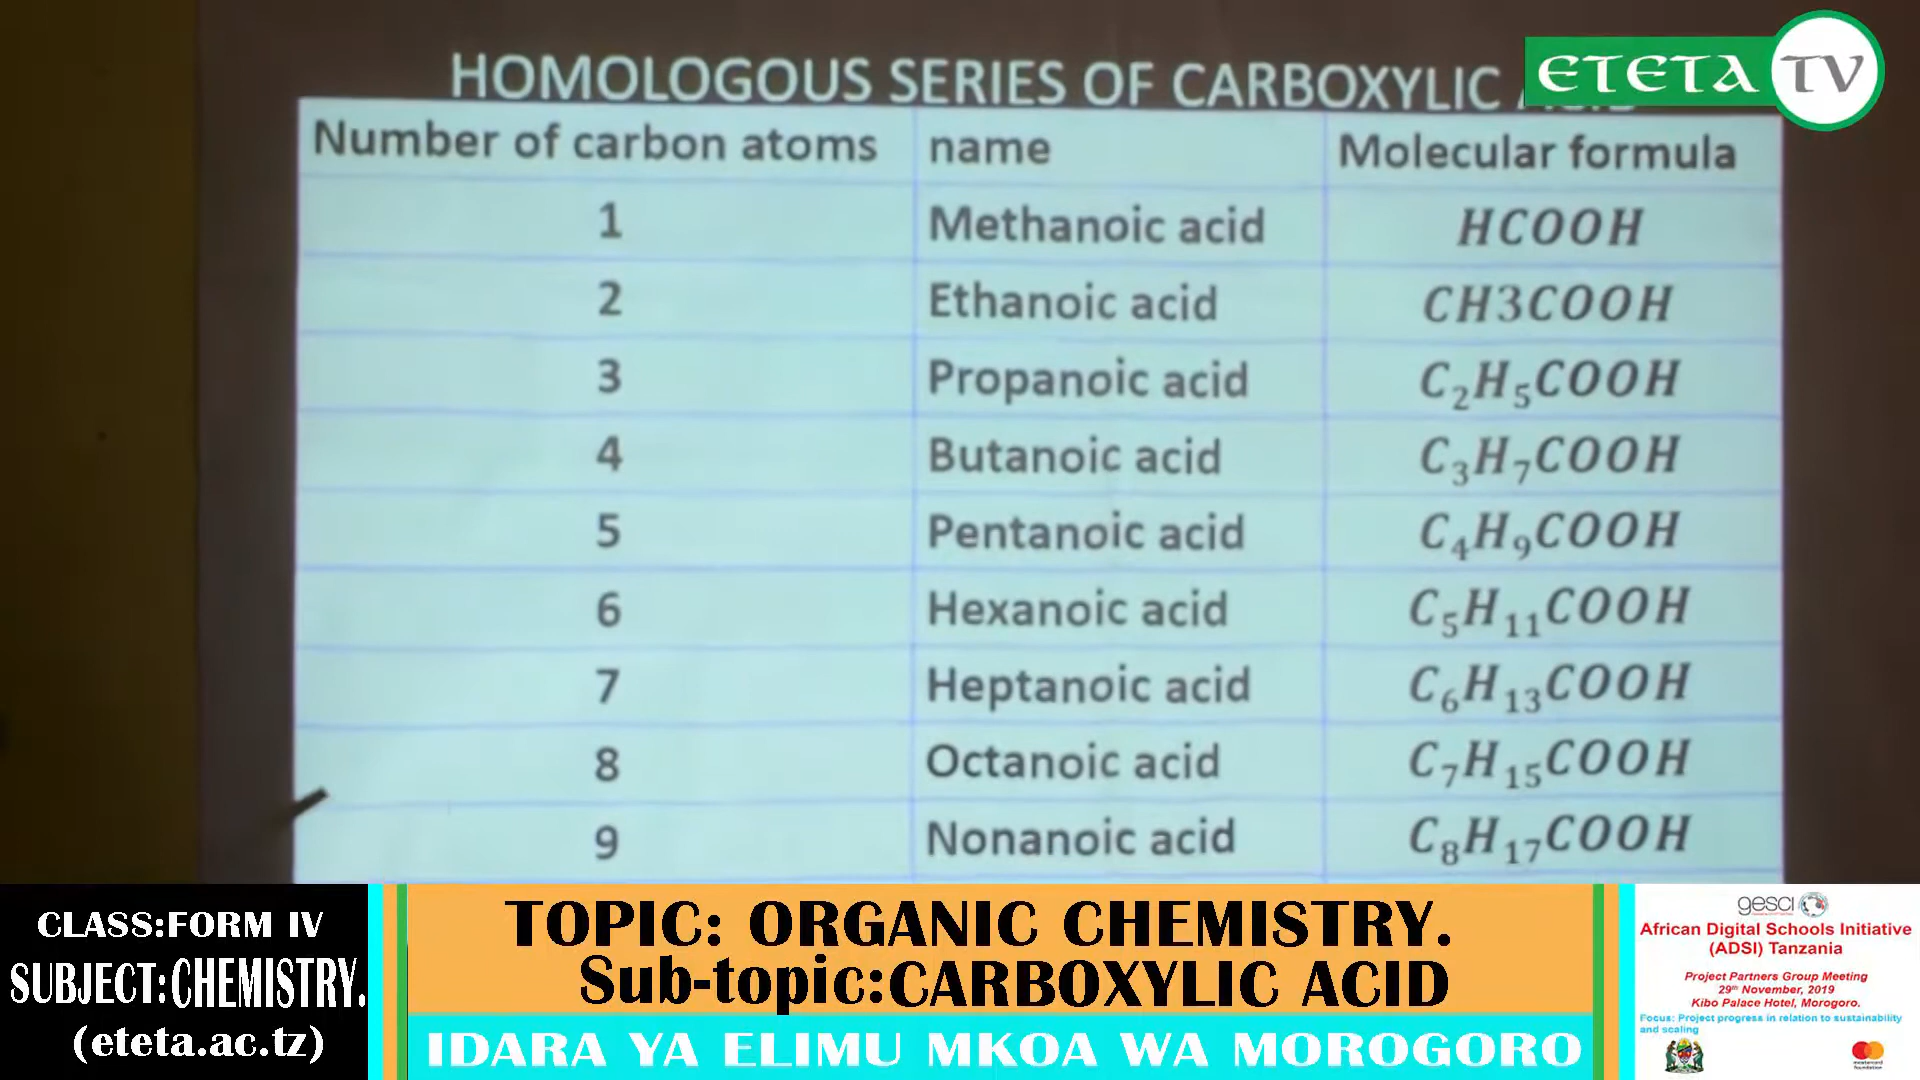 HOMOLOGOUS SERIES OF CARBOXYLIC
ETETA TV
Number of carbon atoms name Molecular formula
1 Methanoic acid HCOOH
2 Ethanoic acid CH3COOH
3 Propanoic acid C₂H₅COOH
4 Butanoic acid C₃H₇COOH
5 Pentanoic acid C₄H₉COOH
6 Hexanoic acid C₅H₁₁COOH
7 Heptanoic acid C₆H₁₃COOH
8 Octanoic acid C₇H₁₅COOH
9 Nonanoic acid C₈H₁₇COOH
CLASS:FORM IV
SUBJECT:CHEMISTRY.
(eteta.ac.tz)
TOPIC: ORGANIC CHEMISTRY.
Sub-topic:CARBOXYLIC ACID
IDARA YA ELIMU MKOA WA MOROGORO
gesci
African Digital Schools Initiative
(ADSI) Tanzania
Project Partners Group Meeting
29ᵗʰ November, 2019
Kibo Palace Hotel, Morogoro.
Focus: Project progress in relation to sustainability
and scaling
mastercard
foundation